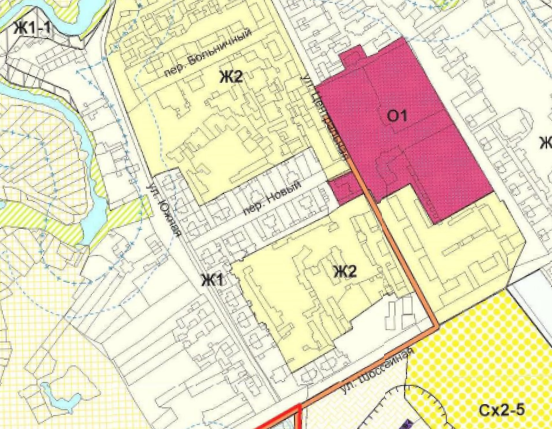 Ж1-1
пер. Больничный
Ж2
ул. Центральная
О1
Ж
пер. Новый
ул. Южная
Ж1
Ж2
ул. Шоссейная
Сх2-5